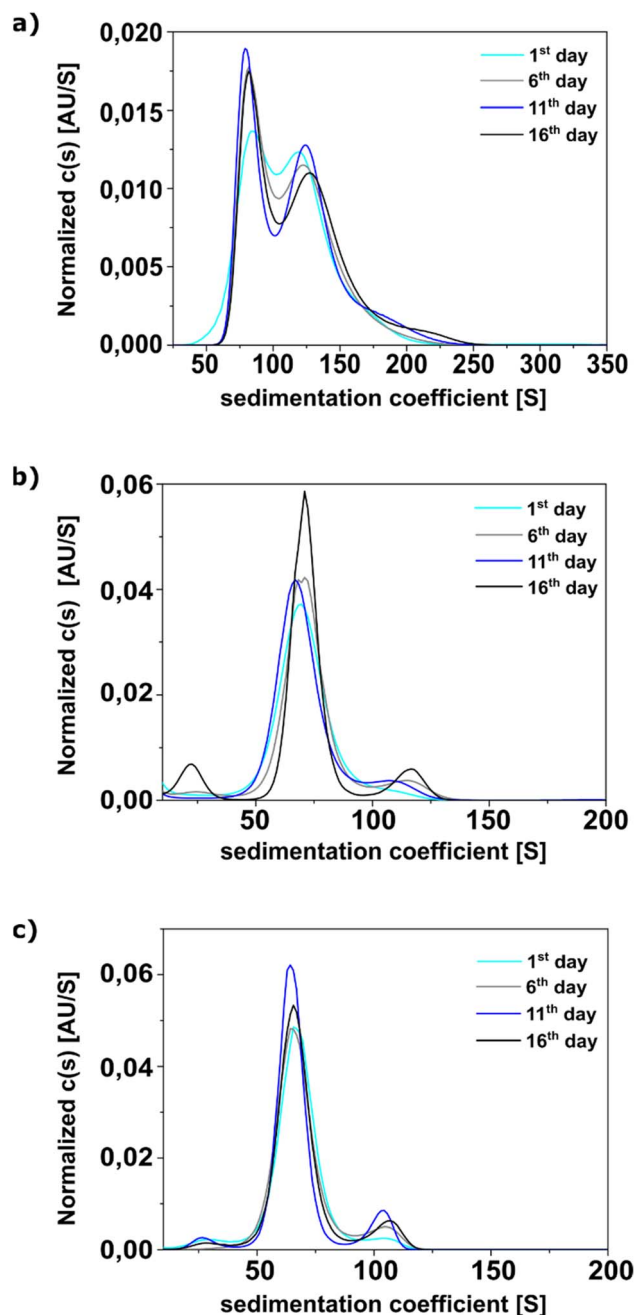 a)
0,020
0,015
0,010
0,005
0,000
Normalized c(s) [AU/S]
1st day
6th day
11th day
16th day
50 100 150 200 250 300 350
sedimentation coefficient [S]
b)
0,06
0,04
0,02
0,00
Normalized c(s) [AU/S]
1st day
6th day
11th day
16th day
50 100 150 200
sedimentation coefficient [S]
c)
0,06
0,04
0,02
0,00
Normalized c(s) [AU/S]
1st day
6th day
11th day
16th day
50 100 150 200
sedimentation coefficient [S]